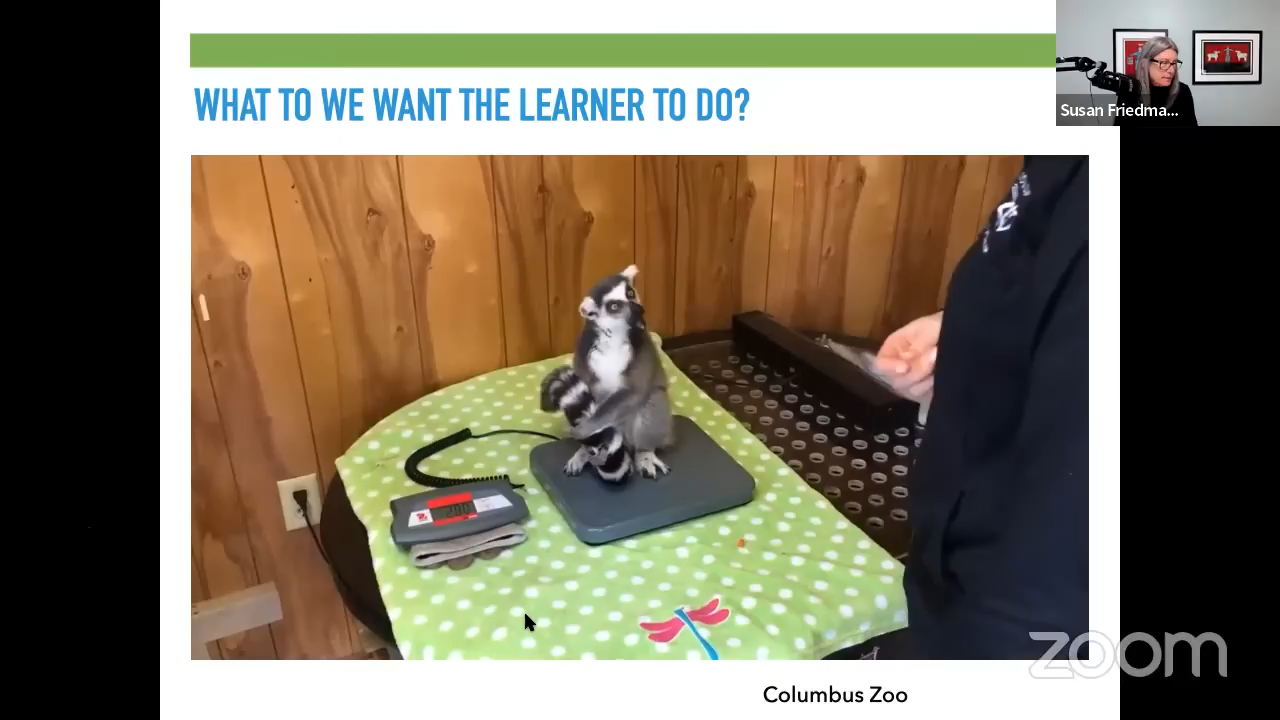 WHAT TO WE WANT THE LEARNER TO DO?
Susan Friedma...
Columbus Zoo
zoom